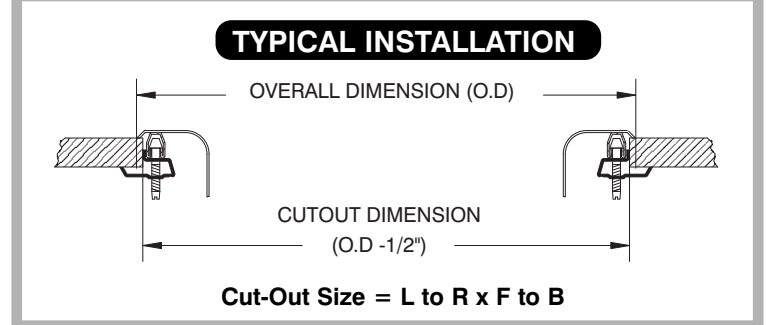 TYPICAL INSTALLATION
OVERALL DIMENSION (O.D)
CUTOUT DIMENSION
(O.D -1/2")
Cut-Out Size = L to R x F to B